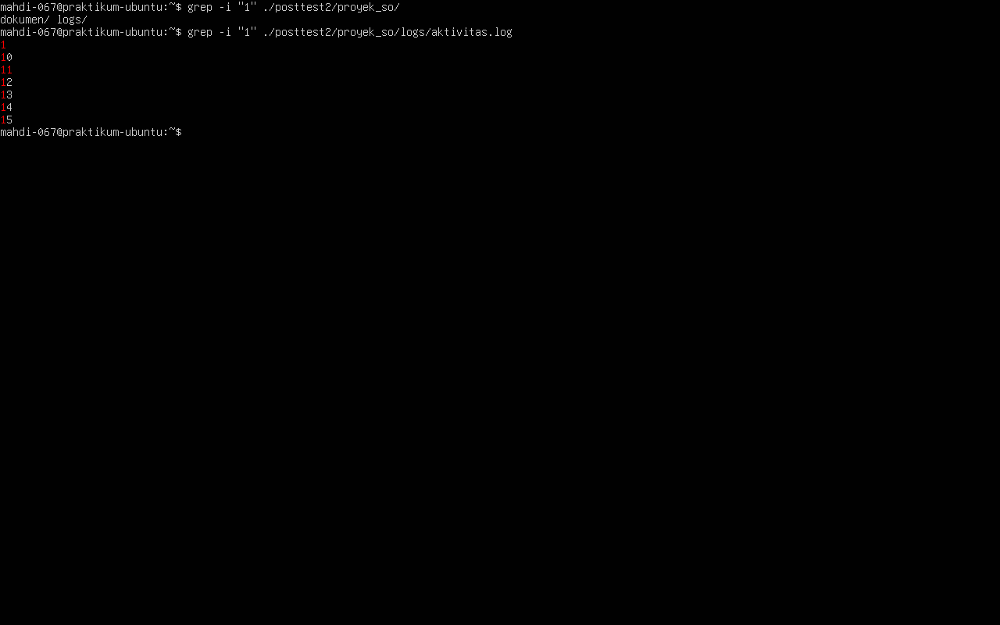 mahdi-067@praktikum-ubuntu:~$ grep -i "1" ./posttest2/proyek_so/
dokumen/ logs/
mahdi-067@praktikum-ubuntu:~$ grep -i "1" ./posttest2/proyek_so/logs/aktivitas.log
1
10
11
12
13
14
15
mahdi-067@praktikum-ubuntu:~$